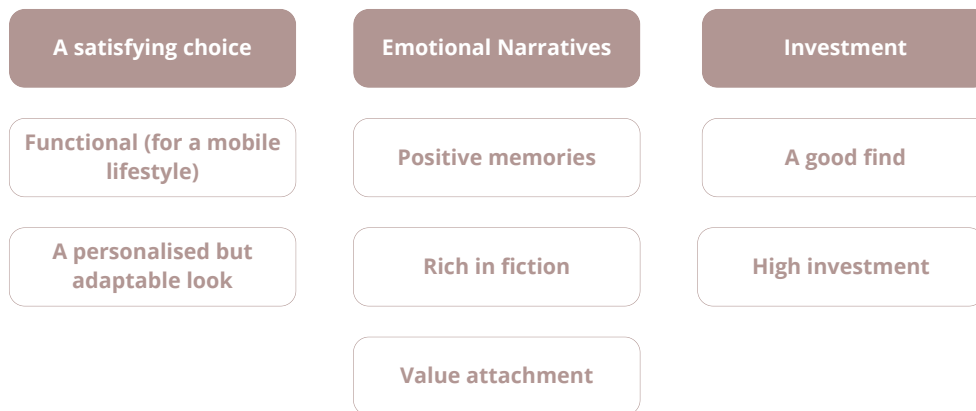 A satisfying choice
Emotional Narratives
Investment
Functional (for a mobile
lifestyle)
Positive memories
A good find
A personalised but
adaptable look
Rich in fiction
High investment
Value attachment